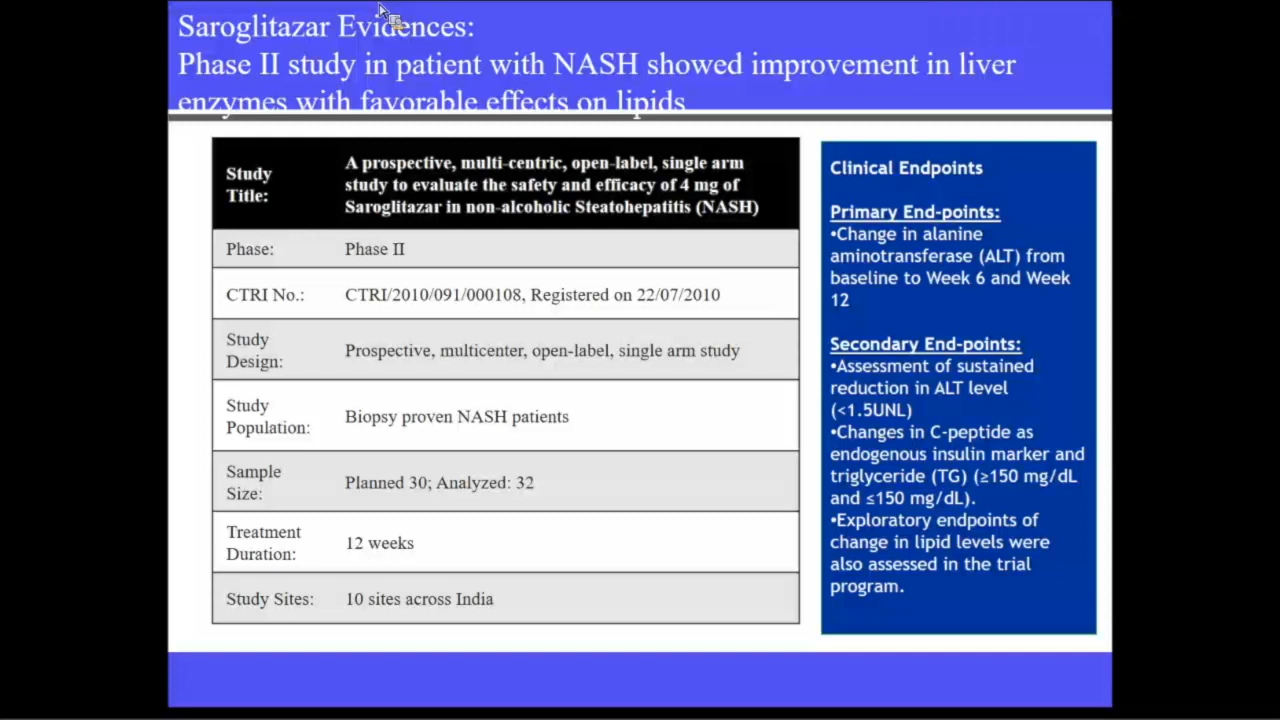 Saroglitazar Evidences:
Phase II study in patient with NASH showed improvement in liver
enzymes with favorable effects on lipids
Study
Title:
A prospective, multi-centric, open-label, single arm
study to evaluate the safety and efficacy of 4 mg of
Saroglitazar in non-alcoholic Steatohepatitis (NASH)
Phase:
Phase II
CTRI No.:
CTRI/2010/091/000108, Registered on 22/07/2010
Study
Design:
Prospective, multicenter, open-label, single arm study
Study
Population:
Biopsy proven NASH patients
Sample
Size:
Planned 30; Analyzed: 32
Treatment
Duration:
12 weeks
Study Sites:
10 sites across India
Clinical Endpoints
Primary End-points:
•Change in alanine
aminotransferase (ALT) from
baseline to Week 6 and Week
12
Secondary End-points:
•Assessment of sustained
reduction in ALT level
(<1.5UNL)
•Changes in C-peptide as
endogenous insulin marker and
triglyceride (TG) (≥150 mg/dL
and ≤150 mg/dL).
•Exploratory endpoints of
change in lipid levels were
also assessed in the trial
program.